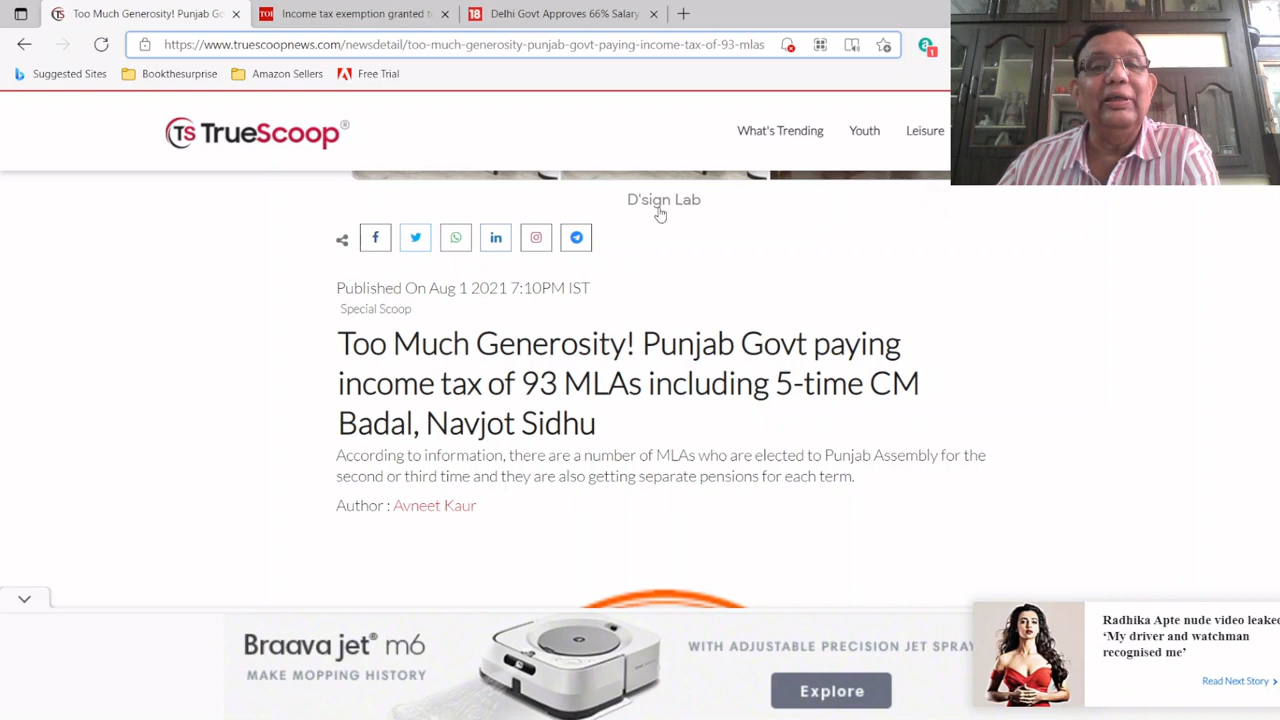 Too Much Generosity! Punjab Go
TOI Income tax exemption granted t
18 Delhi Govt Approves 66% Salary
https://www.truescoopnews.com/newsdetail/too-much-generosity-punjab-govt-paying-income-tax-of-93-mlas
a 1
Suggested Sites
Bookthesurprise
Amazon Sellers
Free Trial
TS TrueScoop®
What's Trending
Youth
Leisure
D'sign Lab
Published On Aug 1 2021 7:10PM IST
Special Scoop
Too Much Generosity! Punjab Govt paying
income tax of 93 MLAs including 5-time CM
Badal, Navjot Sidhu
According to information, there are a number of MLAs who are elected to Punjab Assembly for the
second or third time and they are also getting separate pensions for each term.
Author : Avneet Kaur
Braava jet® m6
MAKE MOPPING HISTORY
WITH ADJUSTABLE PRECISION JET SPRA
Explore
Radhika Apte nude video leake
‘My driver and watchman
recognised me’
Read Next Story >